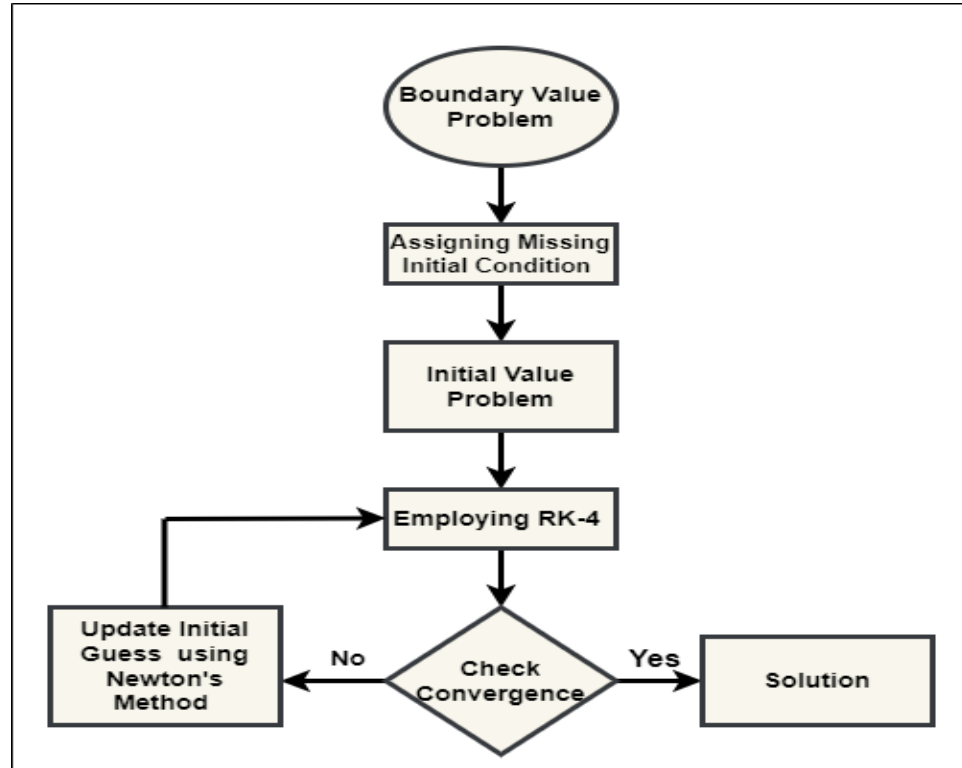 Boundary Value
Problem
Assigning Missing
Initial Condition
Initial Value
Problem
Employing RK-4
Check
Convergence
No
Update Initial
Guess using
Newton's
Method
Yes
Solution